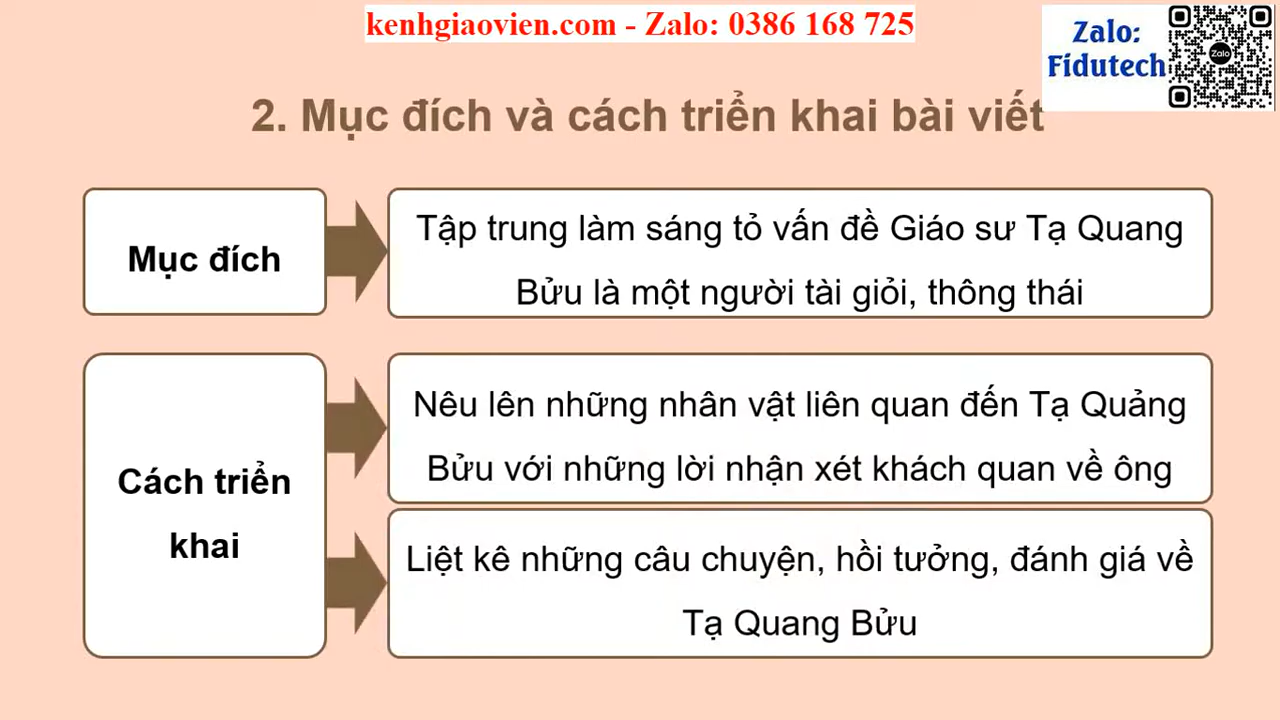 kenhgiaovien.com - Zalo: 0386 168 725
Zalo:
Fidutech
Zalo
2. Mục đích và cách triển khai bài viết
Mục đích
Tập trung làm sáng tỏ vấn đề Giáo sư Tạ Quang
Bửu là một người tài giỏi, thông thái
Cách triển
khai
Nêu lên những nhân vật liên quan đến Tạ Quảng
Bửu với những lời nhận xét khách quan về ông
Liệt kê những câu chuyện, hồi tưởng, đánh giá về
Tạ Quang Bửu